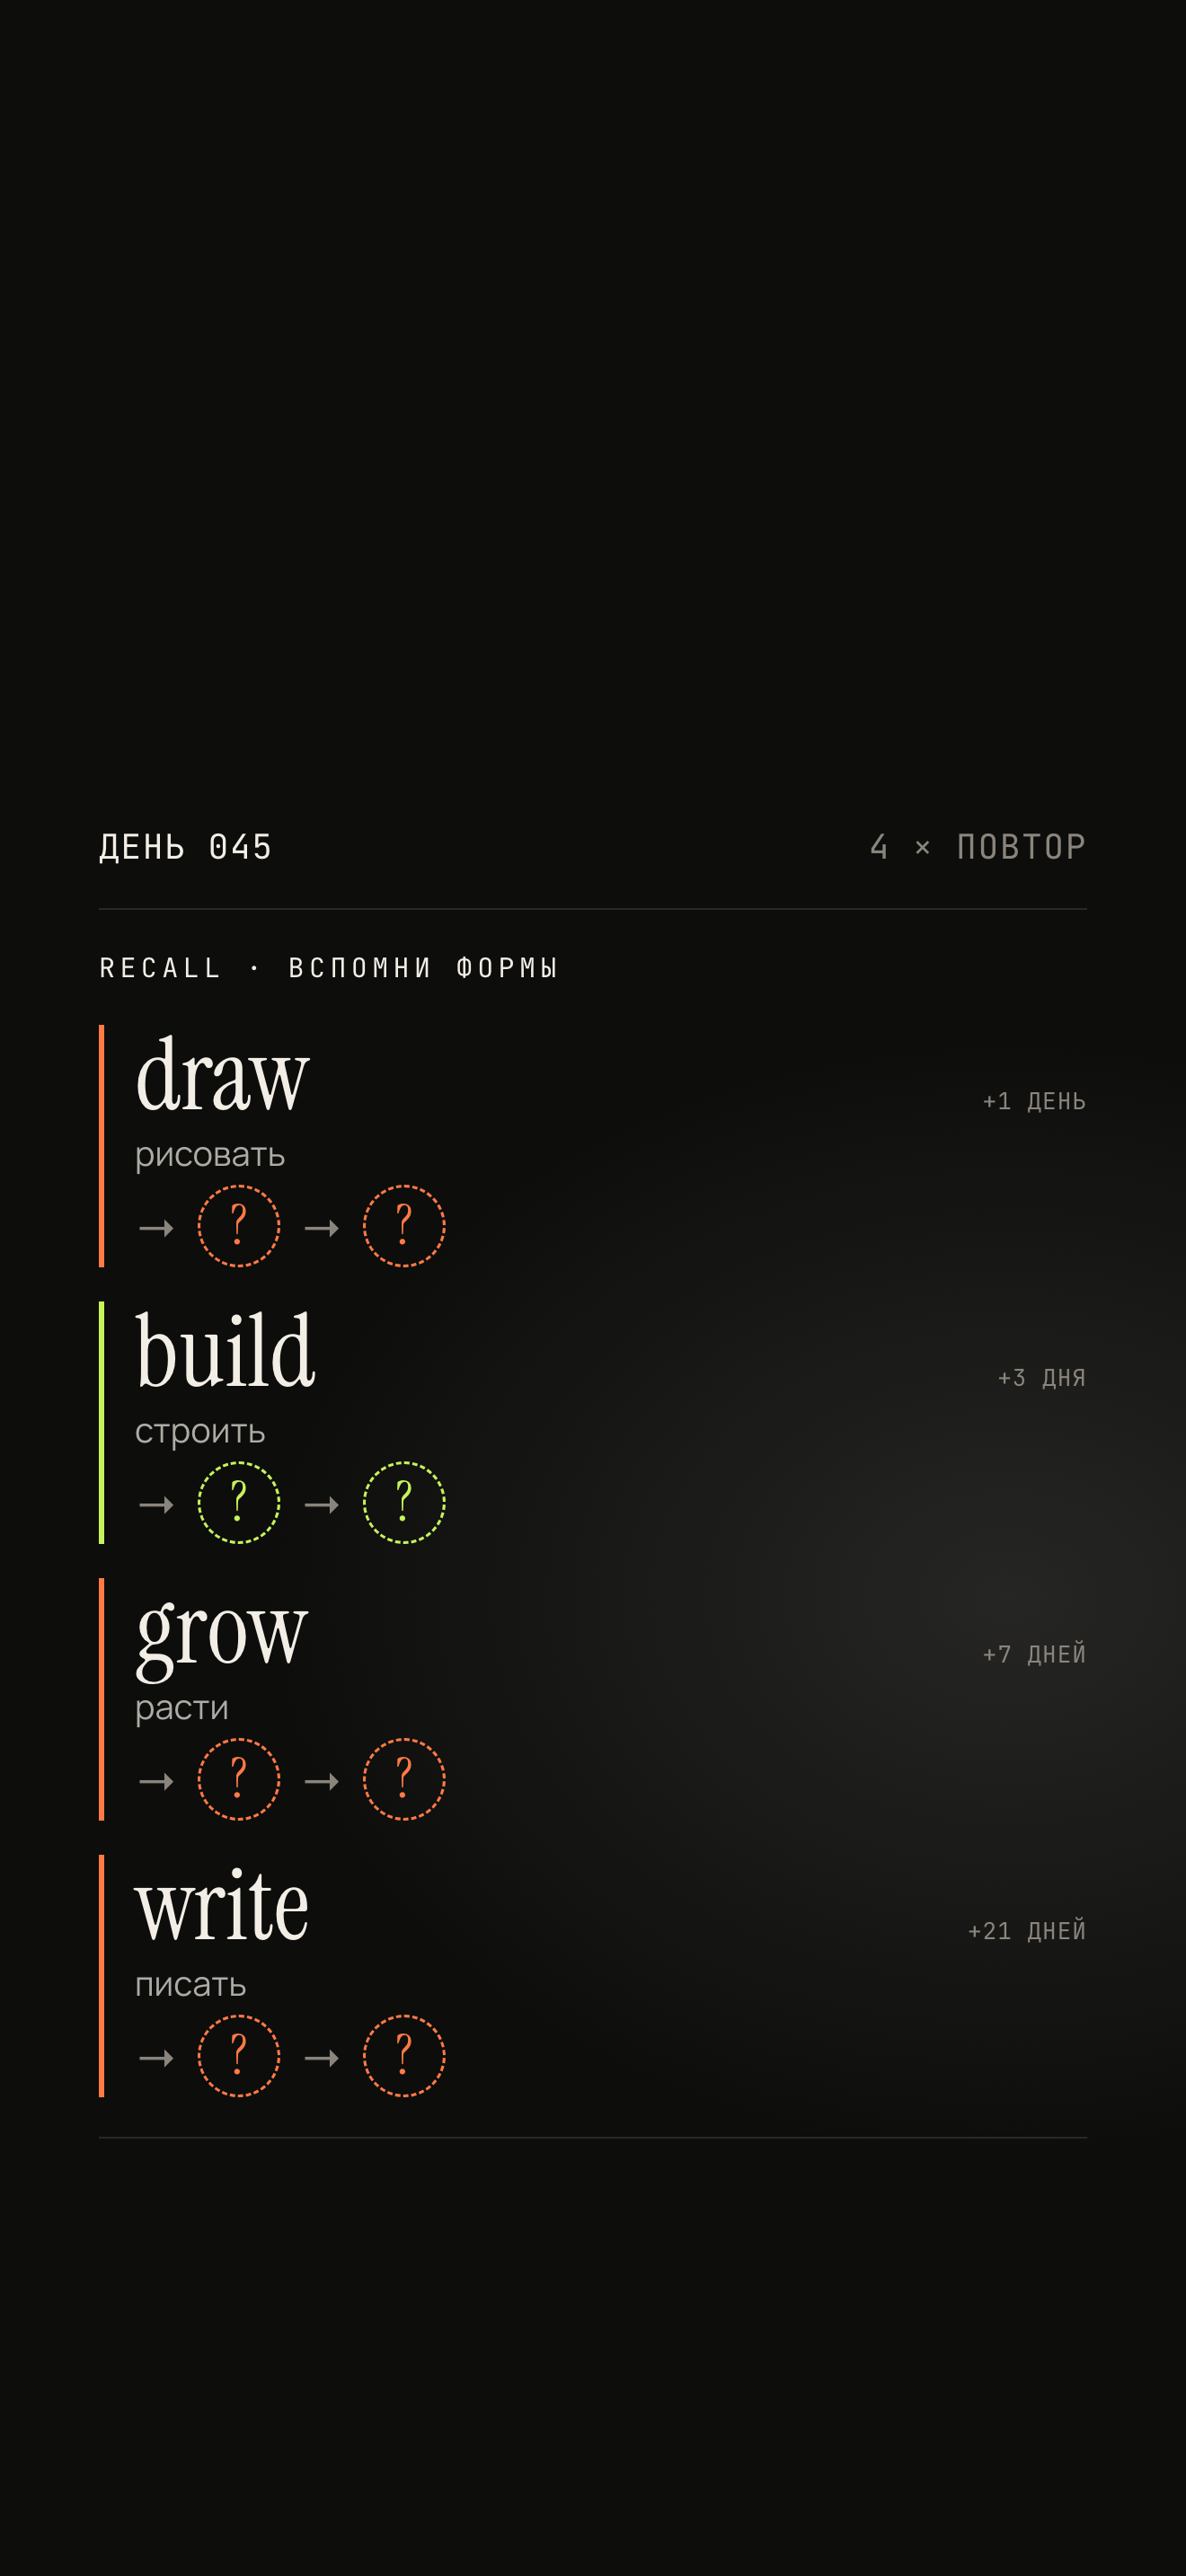 ДЕНЬ 045
4 × ПОВТОР
RECALL · ВСПОМНИ ФОРМЫ
draw
+1 ДЕНЬ
рисовать
→ ? → ?
build
+3 ДНЯ
строить
→ ? → ?
grow
+7 ДНЕЙ
расти
→ ? → ?
write
+21 ДНЕЙ
писать
→ ? → ?